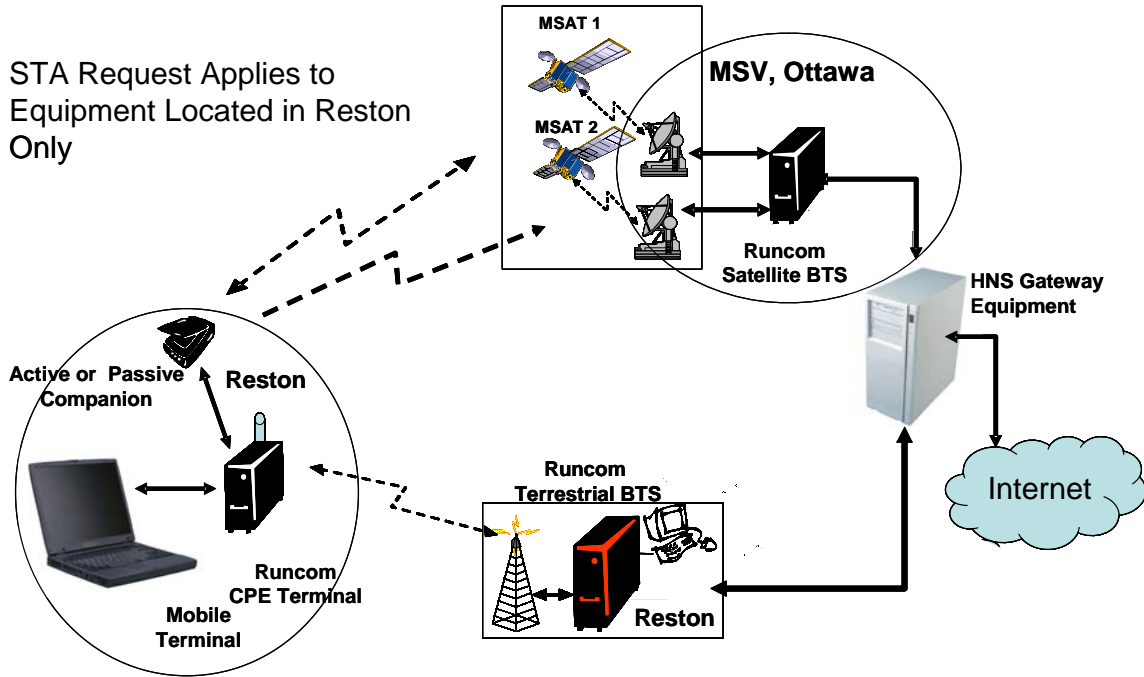 STA Request Applies to
Equipment Located in Reston
Only
MSAT 1
MSAT 2
MSV, Ottawa
Runcom
Satellite BTS
HNS Gateway
Equipment
Internet
Active or Passive
Companion
Reston
Runcom
CPE Terminal
Mobile
Terminal
Runcom
Terrestrial BTS
Reston